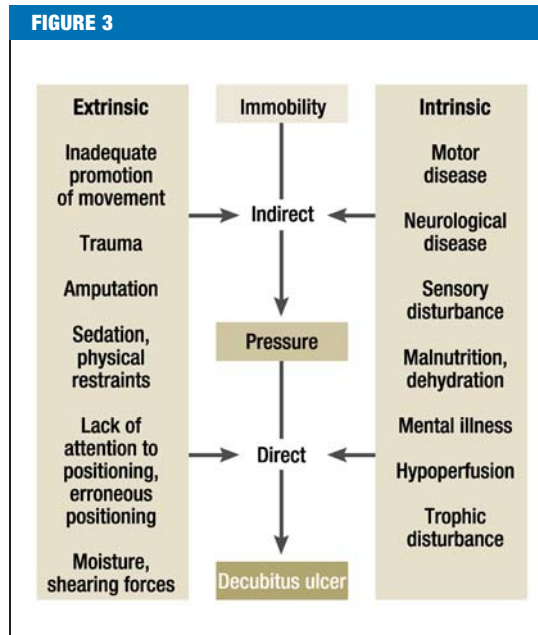 FIGURE 3
Extrinsic
Inadequate
promotion
of movement
Trauma
Amputation
Sedation,
physical
restraints
Lack of
attention to
positioning,
erroneous
positioning
Moisture,
shearing forces
Immobility
Indirect
Pressure
Direct
Decubitus ulcer
Intrinsic
Motor
disease
Neurological
disease
Sensory
disturbance
Malnutrition,
dehydration
Mental illness
Hypoperfusion
Trophic
disturbance